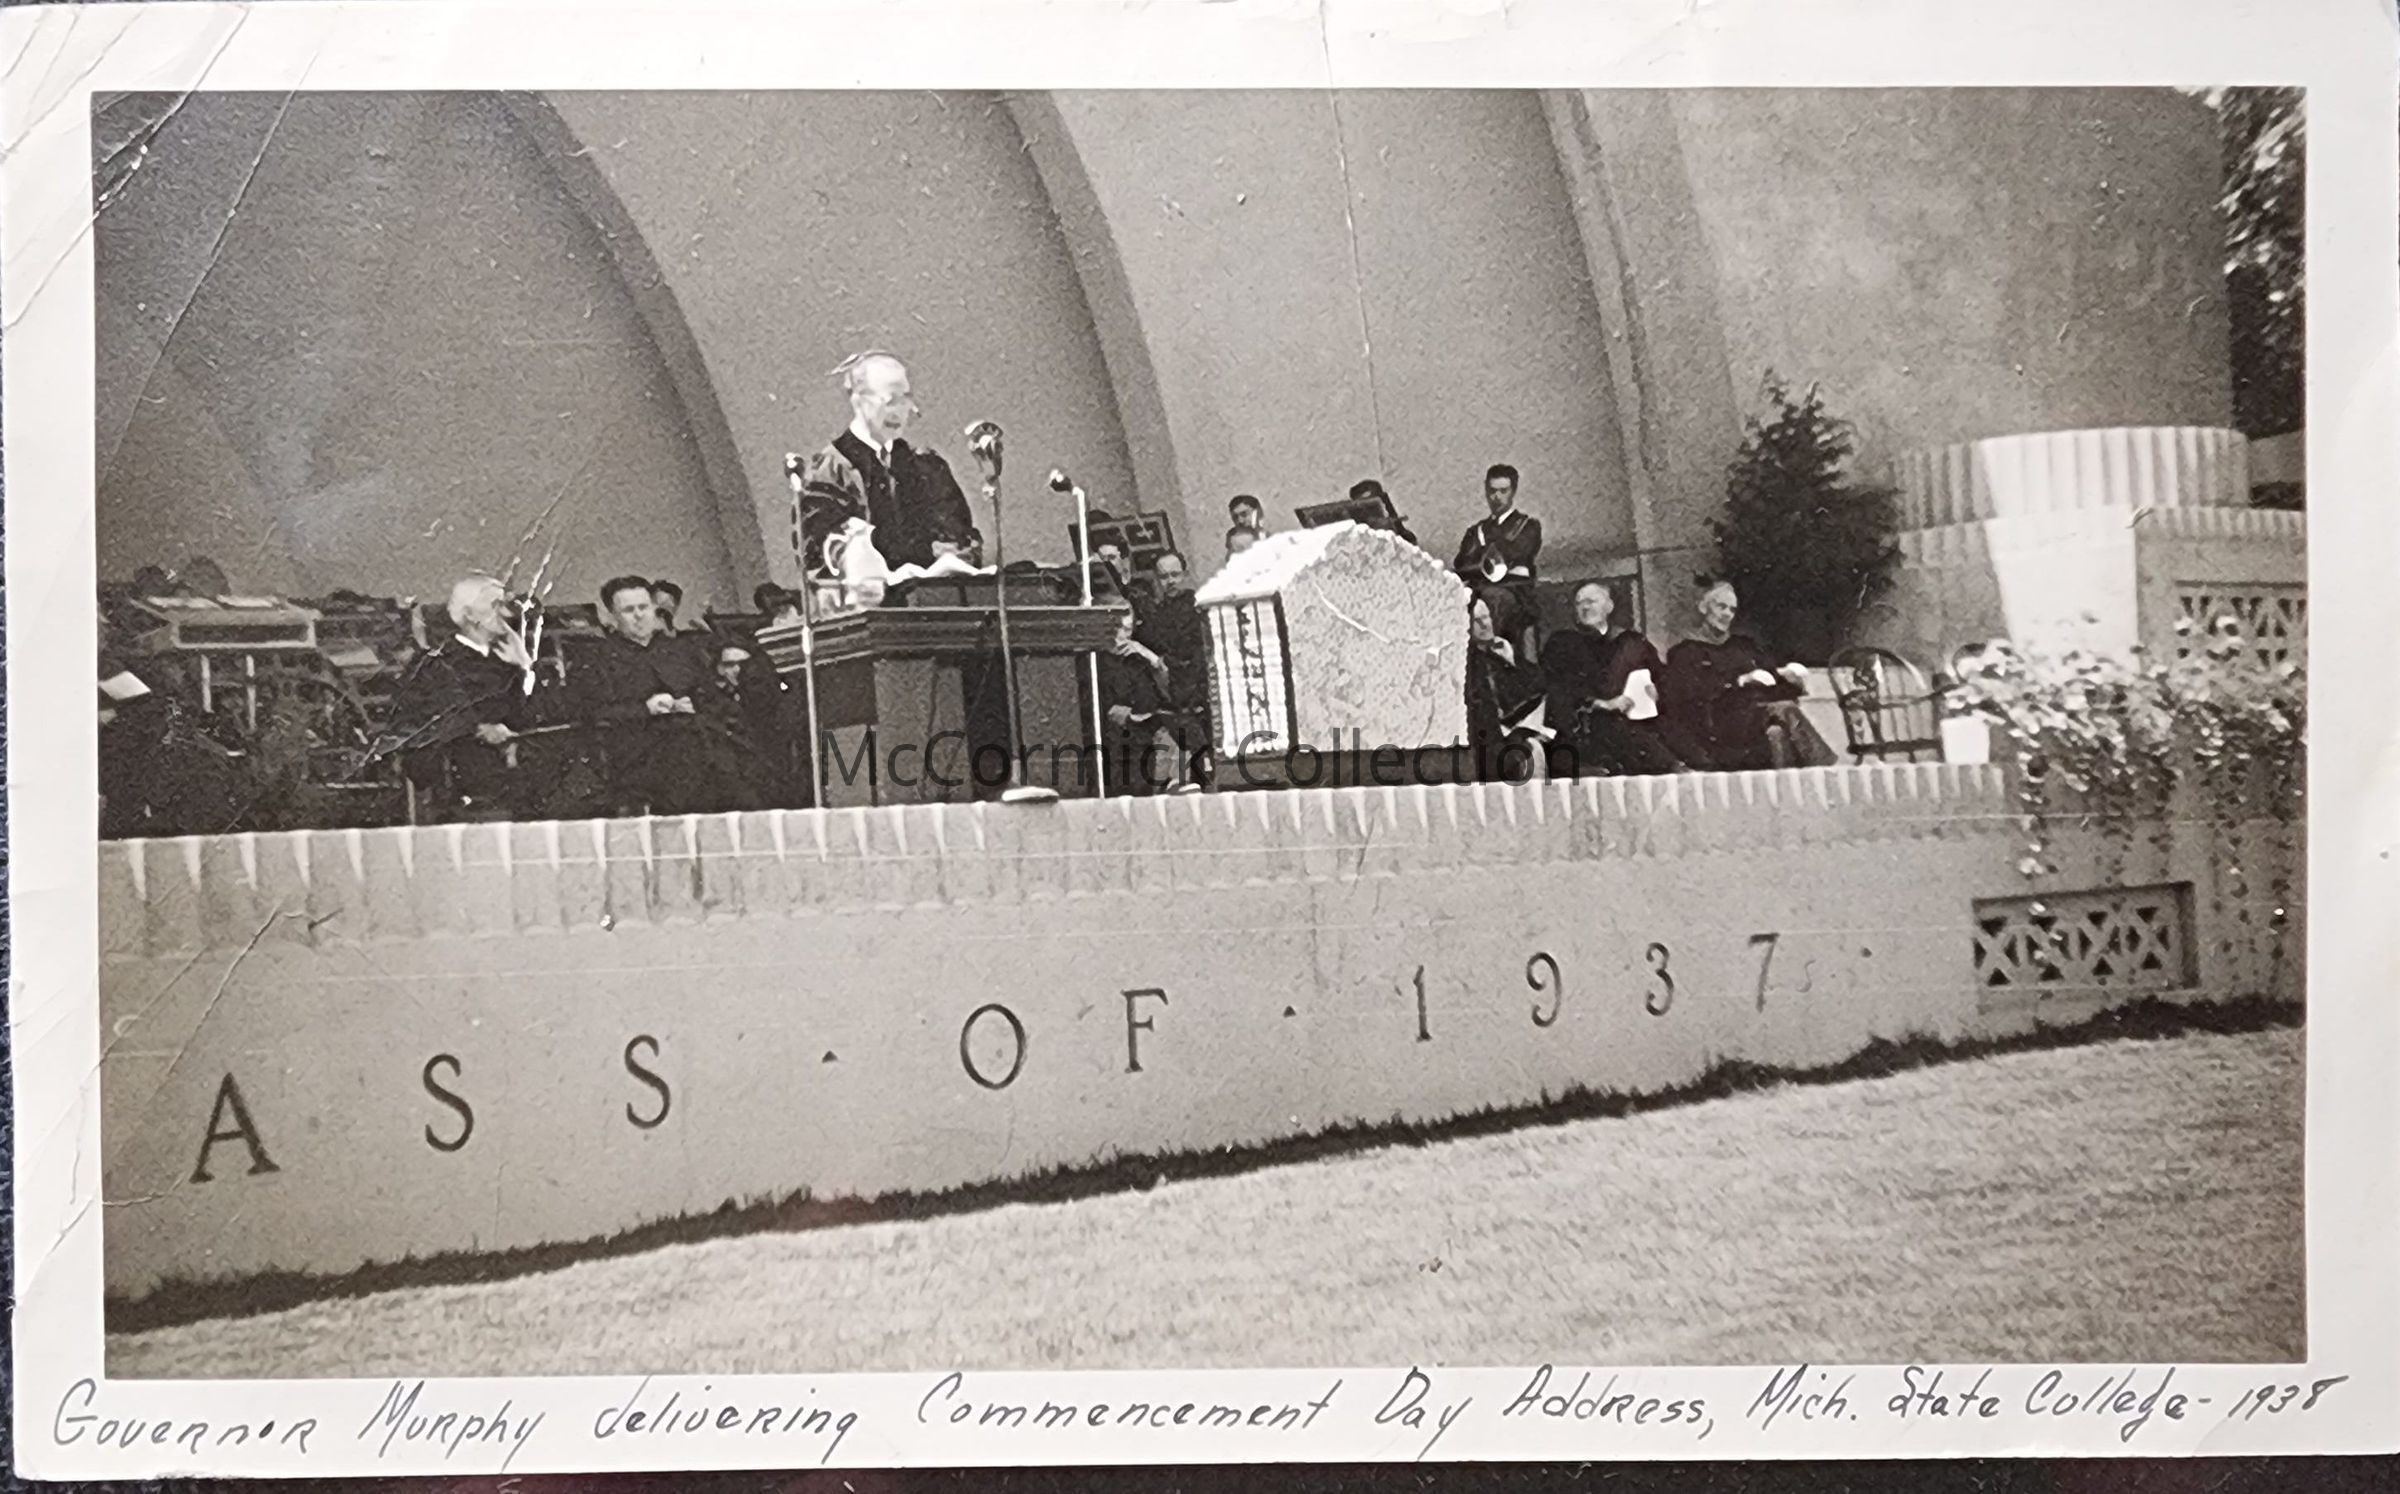 McCormick Collection
ASS · OF · 1937 ·
Governor Murphy delivering Commencement Day Address, Mich. State College - 1938